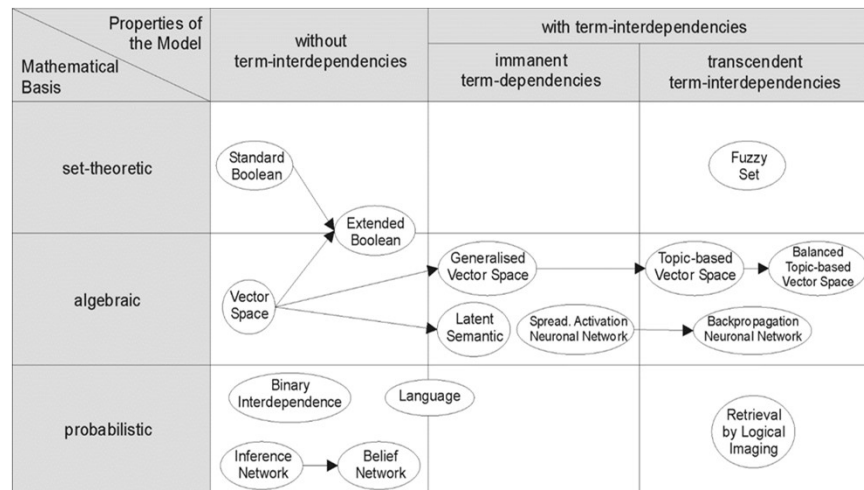 Properties of
the Model
Mathematical
Basis
without
term-interdependencies
with term-interdependencies
immanent
term-dependencies
transcendent
term-interdependencies
set-theoretic
Standard
Boolean
Fuzzy
Set
Extended
Boolean
algebraic
Vector
Space
Generalised
Vector Space
Topic-based
Vector Space
Balanced
Topic-based
Vector Space
Latent
Semantic
Spread. Activation
Neuronal Network
Backpropagation
Neuronal Network
probabilistic
Binary
Interdependence
Language
Retrieval
by Logical
Imaging
Inference
Network
Belief
Network